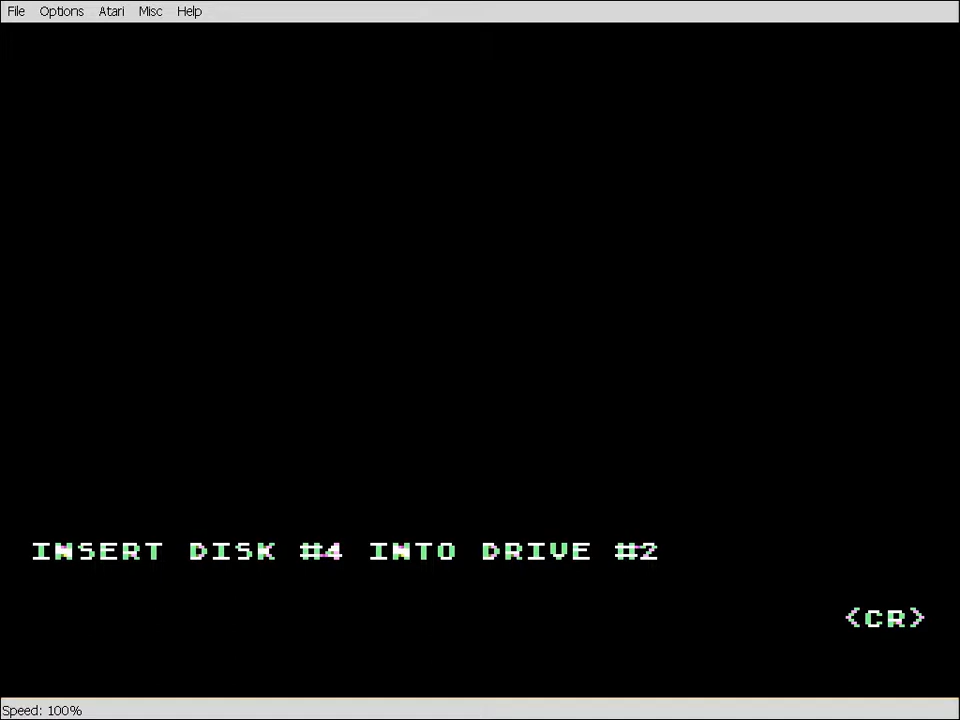 File Options Atari Misc Help
INSERT DISK #4 INTO DRIVE #2
<CR>
Speed: 100%